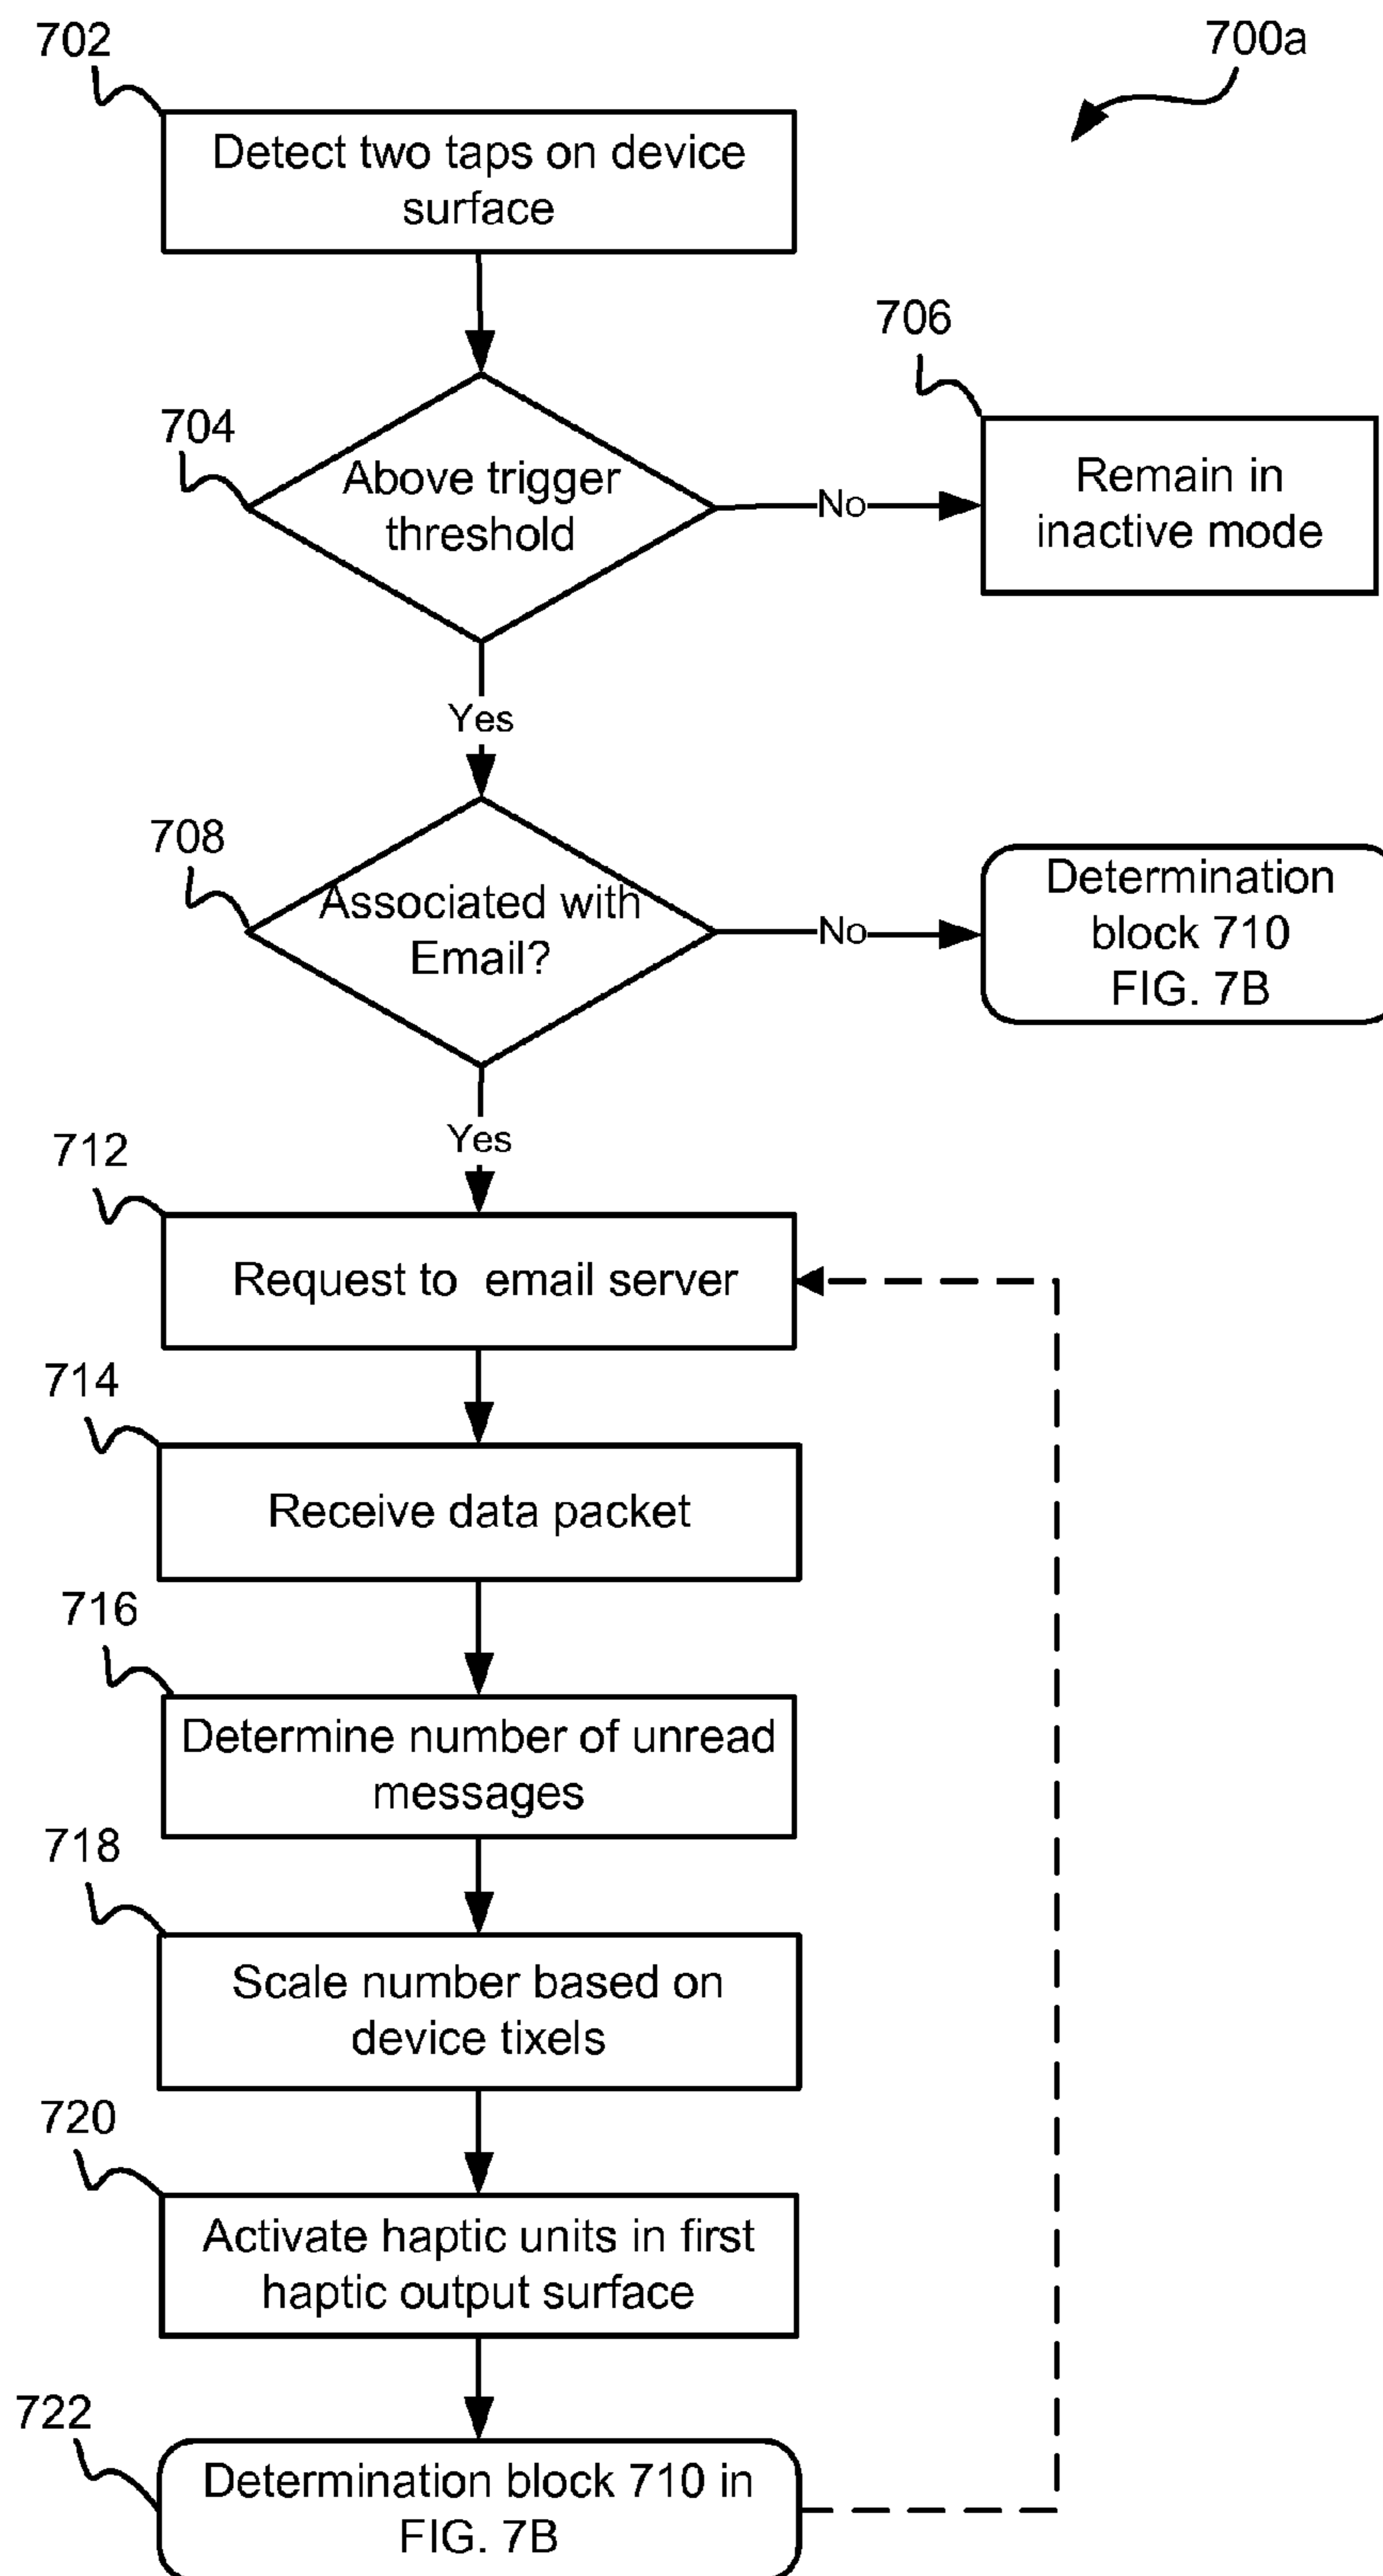 702
700a
Detect two taps on device
surface
706
704
Above trigger
threshold
No
Remain in
inactive mode
Yes
708
Associated with
Email?
No
Determination
block 710
FIG. 7B
Yes
712
Request to email server
714
Receive data packet
716
Determine number of unread
messages
718
Scale number based on
device tixels
720
Activate haptic units in first
haptic output surface
722
Determination block 710 in
FIG. 7B